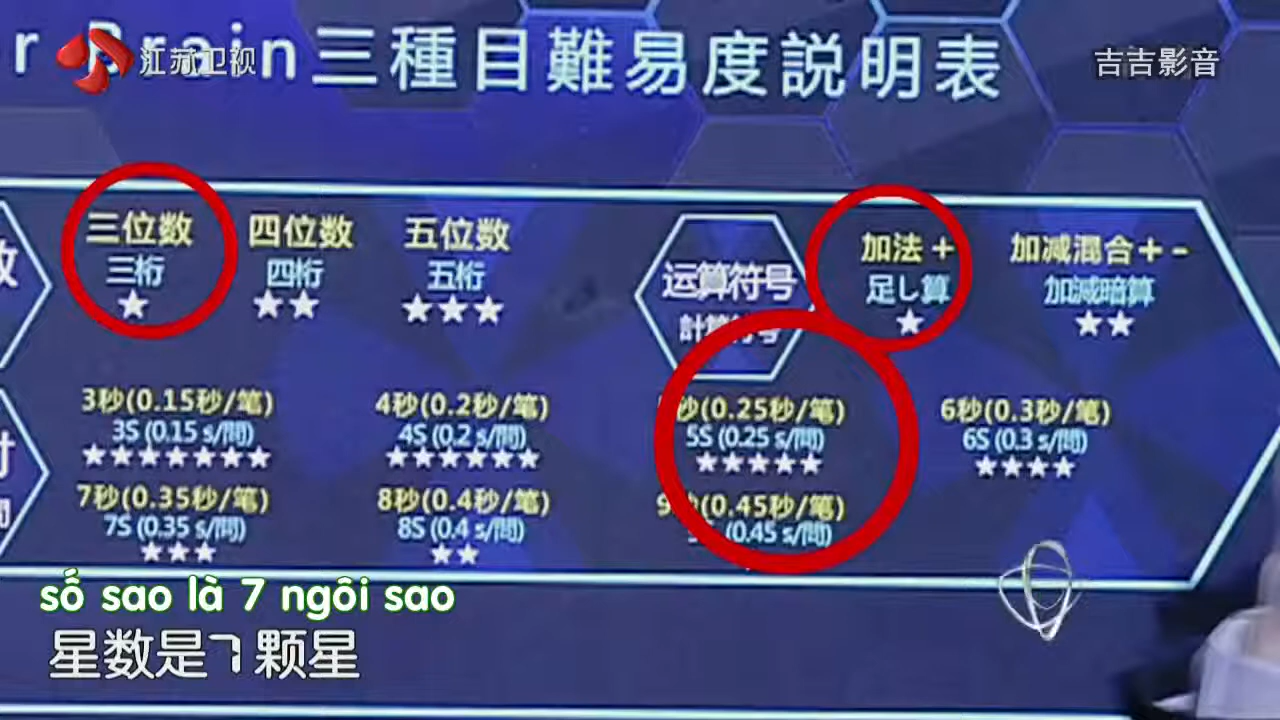 r Brain三種目難易度説明表
江苏卫视
吉吉影音
三位数 四位数 五位数 加法+ 加减混合+-
三桁 四桁 五桁 运算符号 足し算 加減暗算
★ ★★ ★★★ 計算符号 ★ ★★
3秒(0.15秒/笔) 4秒(0.2秒/笔) 秒(0.25秒/笔) 6秒(0.3秒/笔)
3S (0.15 s/問) 4S (0.2 s/問) 5S (0.25 s/問) 6S (0.3 s/問)
★★★★★★★ ★★★★★★ ★★★★★ ★★★★
7秒(0.35秒/笔) 8秒(0.4秒/笔) 9秒(0.45秒/笔)
7S (0.35 s/問) 8S (0.4 s/問) (0.45 s/問)
★★★ ★★
số sao là 7 ngôi sao
星数是7颗星